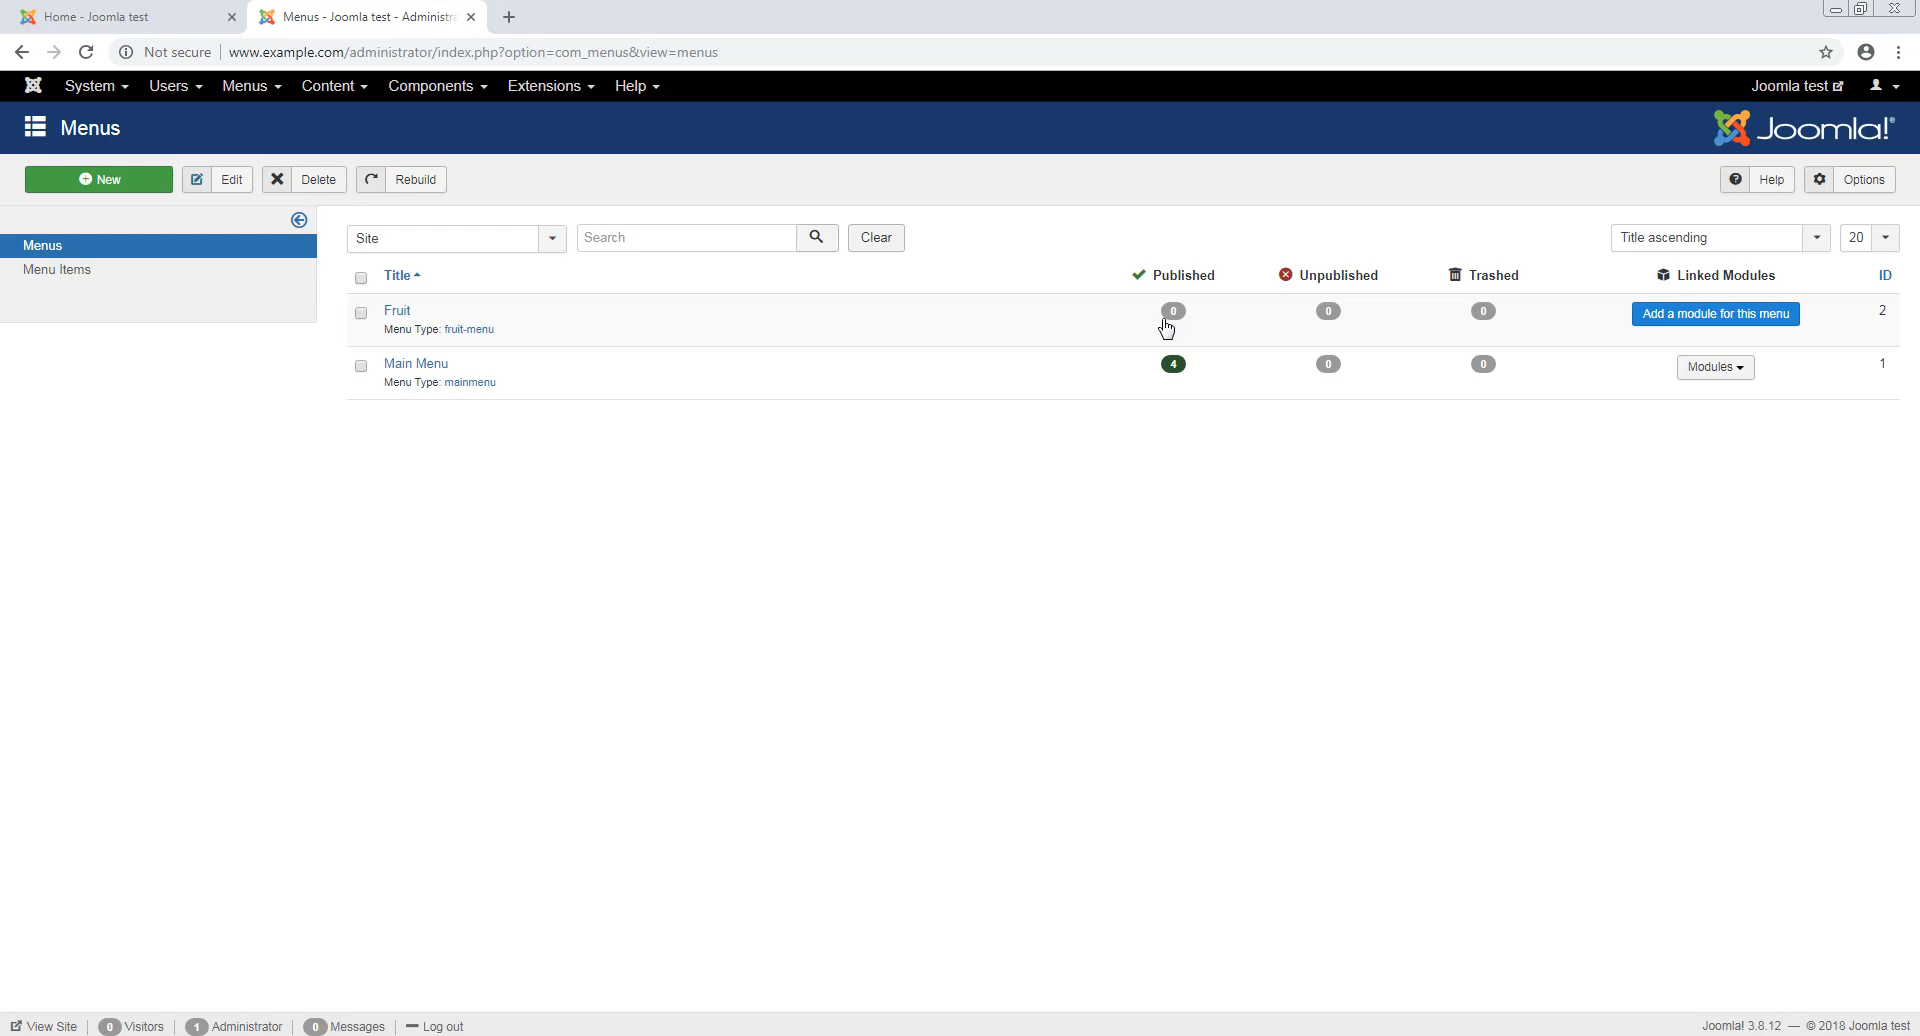 Home - Joomla test
Menus - Joomla test - Administra
Not secure www.example.com/administrator/index.php?option=com_menus&view=menus
System Users Menus Content Components Extensions Help Joomla test
Menus Joomla!®
New Edit Delete Rebuild Help Options
Menus
Menu Items
Site Search Clear Title ascending 20
Title Published Unpublished Trashed Linked Modules ID
Fruit 0 0 0 Add a module for this menu 2
Menu Type: fruit-menu
Main Menu 4 0 0 Modules 1
Menu Type: mainmenu
View Site 0 Visitors 1 Administrator 0 Messages Log out Joomla! 3.8.12 — © 2018 Joomla test